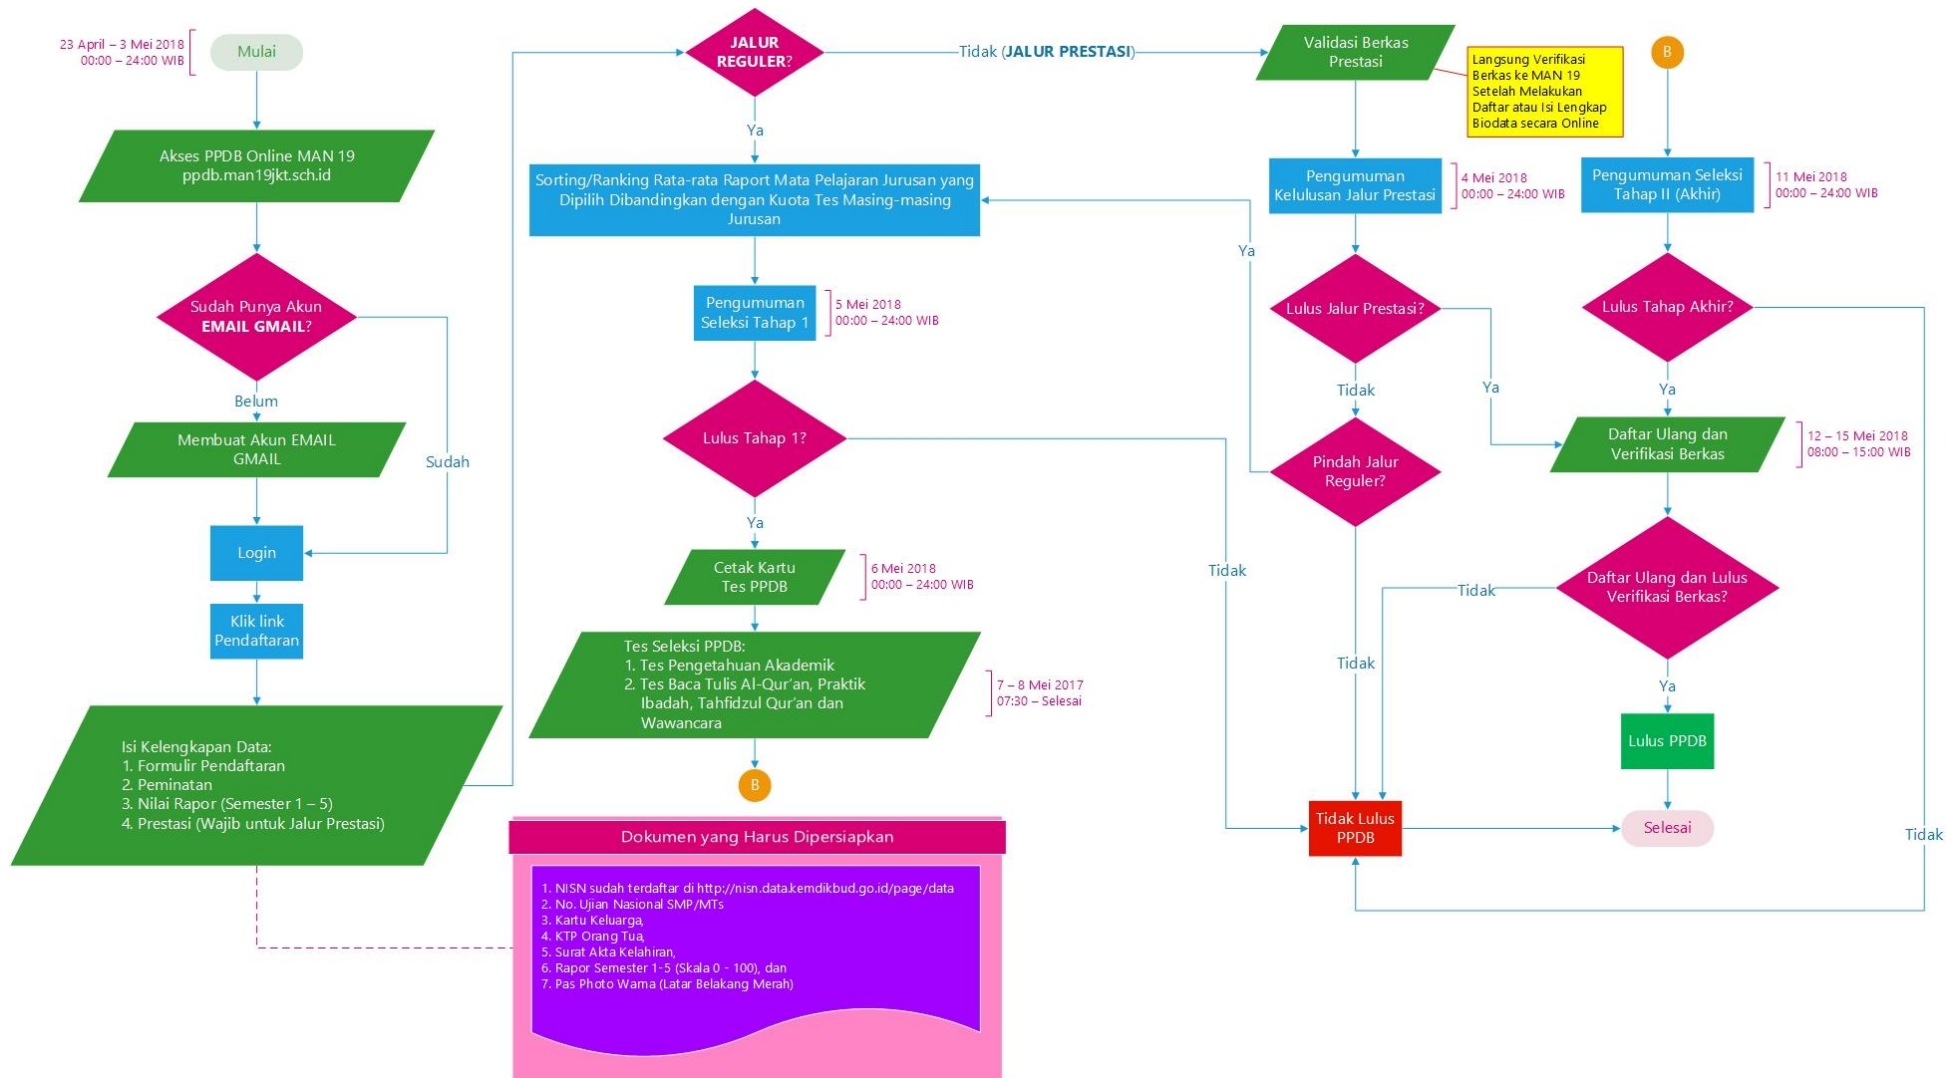 23 April – 3 Mei 2018
00:00 – 24:00 WIB
Mulai
Akses PPDB Online MAN 19
ppdb.man19jkt.sch.id
Sudah Punya Akun
EMAIL GMAIL?
Belum
Sudah
Membuat Akun EMAIL
GMAIL
Login
Klik link
Pendaftaran
Isi Kelengkapan Data:
1. Formulir Pendaftaran
2. Peminatan
3. Nilai Rapor (Semester 1 – 5)
4. Prestasi (Wajib untuk Jalur Prestasi)
JALUR
REGULER?
Tidak (JALUR PRESTASI)
Ya
Sorting/Ranking Rata-rata Raport Mata Pelajaran Jurusan yang
Dipilih Dibandingkan dengan Kuota Tes Masing-masing
Jurusan
Pengumuman
Seleksi Tahap 1
5 Mei 2018
00:00 – 24:00 WIB
Lulus Tahap 1?
Ya
Tidak
Cetak Kartu
Tes PPDB
6 Mei 2018
00:00 – 24:00 WIB
Tes Seleksi PPDB:
1. Tes Pengetahuan Akademik
2. Tes Baca Tulis Al-Qur’an, Praktik
Ibadah, Tahfidzul Qur’an dan
Wawancara
7 – 8 Mei 2017
07:30 – Selesai
B
Dokumen yang Harus Dipersiapkan
1. NISN sudah terdaftar di http://nisn.data.kemdikbud.go.id/page/data
2. No. Ujian Nasional SMP/MTs
3. Kartu Keluarga,
4. KTP Orang Tua,
5. Surat Akta Kelahiran,
6. Rapor Semester 1-5 (Skala 0 - 100), dan
7. Pas Photo Warna (Latar Belakang Merah)
Validasi Berkas
Prestasi
Langsung Verifikasi
Berkas ke MAN 19
Setelah Melakukan
Daftar atau Isi Lengkap
Biodata secara Online
Pengumuman
Kelulusan Jalur Prestasi
4 Mei 2018
00:00 – 24:00 WIB
Lulus Jalur Prestasi?
Tidak
Ya
Pindah Jalur
Reguler?
Ya
Tidak
Tidak Lulus
PPDB
B
Pengumuman Seleksi
Tahap II (Akhir)
11 Mei 2018
00:00 – 24:00 WIB
Lulus Tahap Akhir?
Ya
Tidak
Daftar Ulang dan
Verifikasi Berkas
12 – 15 Mei 2018
08:00 – 15:00 WIB
Daftar Ulang dan Lulus
Verifikasi Berkas?
Tidak
Ya
Lulus PPDB
Selesai